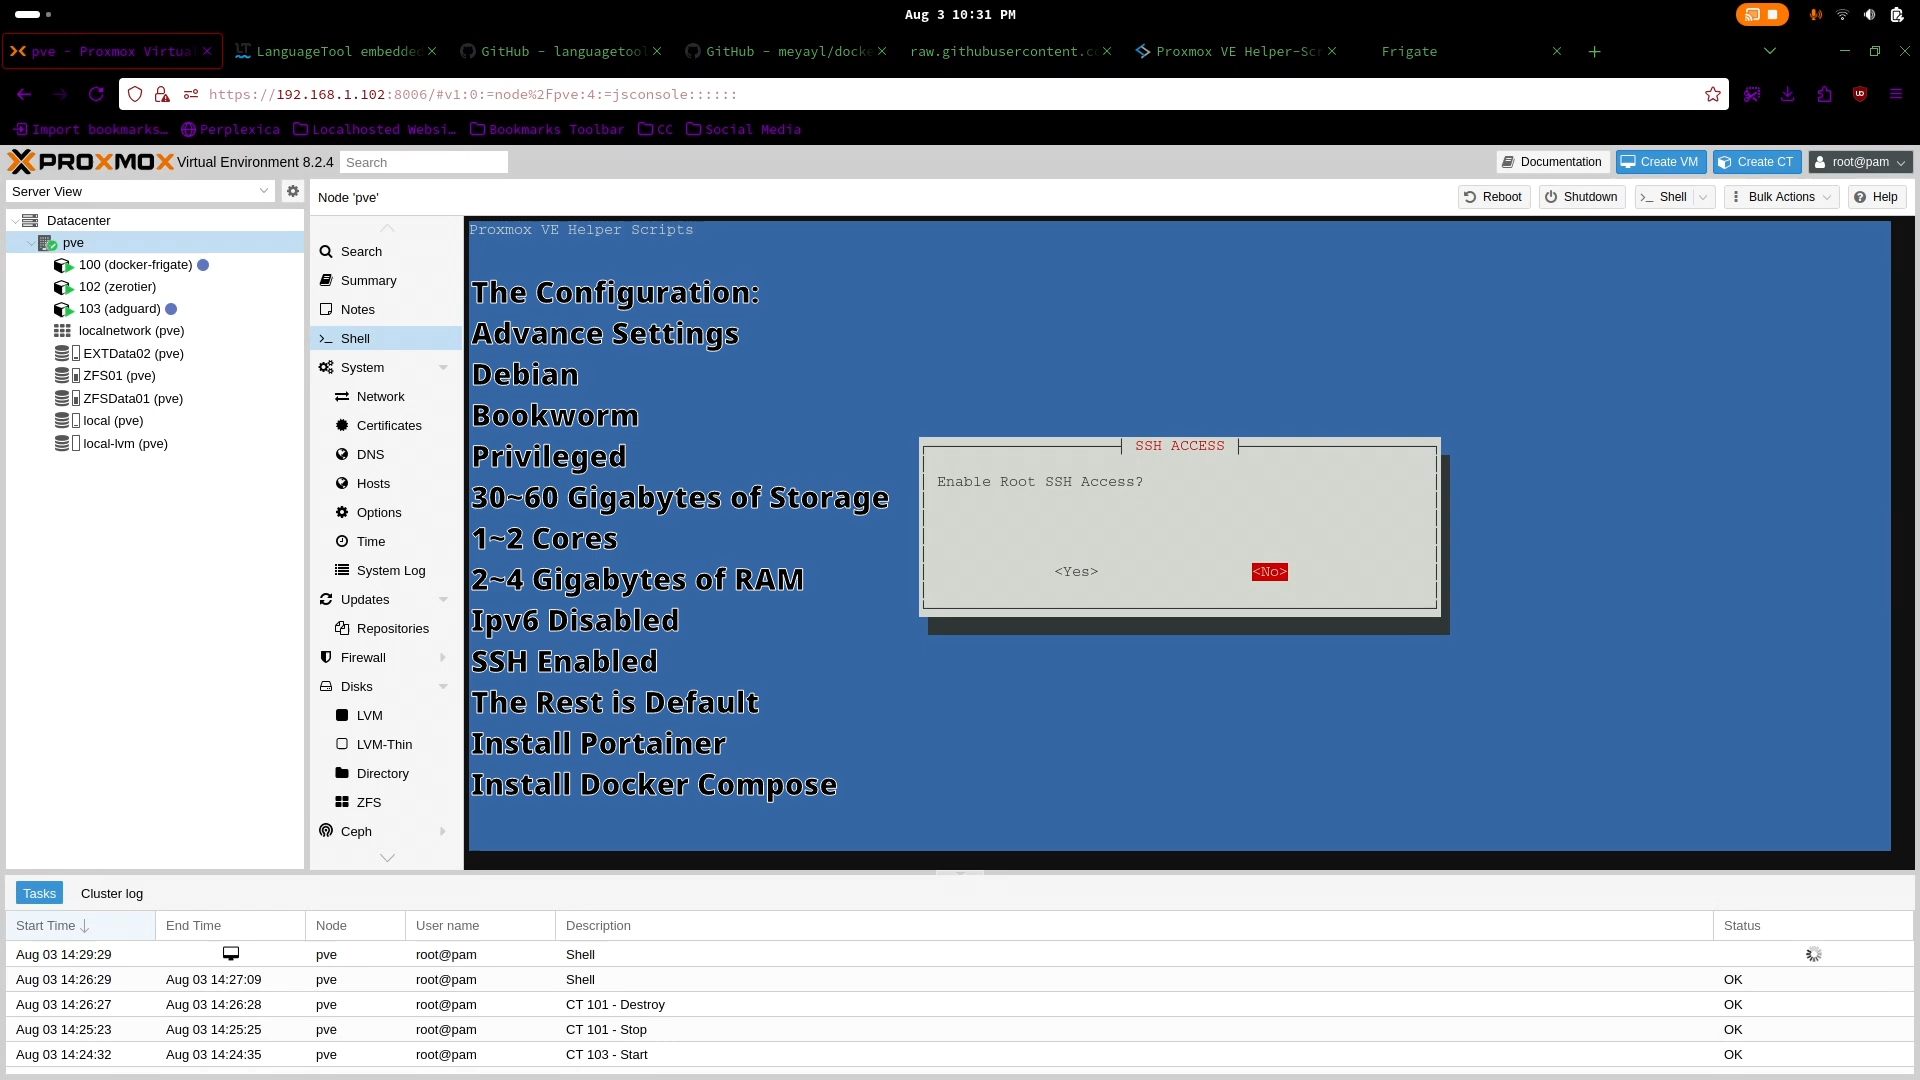 Aug 3 10:31 PM
pve - Proxmox Virtua
LanguageTool embedded
GitHub - languagetool
GitHub - meyayl/docke
raw.githubusercontent.co
Proxmox VE Helper-Scr
Frigate
https://192.168.1.102:8006/#v1:0:=node%2Fpve:4:=jsconsole::::::
Import bookmarks…
Perplexica
Localhosted Websi…
Bookmarks Toolbar
CC
Social Media
PROXMOX Virtual Environment 8.2.4
Search
Documentation
Create VM
Create CT
root@pam
Server View
Node 'pve'
Reboot
Shutdown
>_ Shell
Bulk Actions
Help
Datacenter
pve
100 (docker-frigate)
102 (zerotier)
103 (adguard)
localnetwork (pve)
EXTData02 (pve)
ZFS01 (pve)
ZFSData01 (pve)
local (pve)
local-lvm (pve)
Search
Summary
Notes
>_ Shell
System
Network
Certificates
DNS
Hosts
Options
Time
System Log
Updates
Repositories
Firewall
Disks
LVM
LVM-Thin
Directory
ZFS
Ceph
Proxmox VE Helper Scripts
The Configuration:
Advance Settings
Debian
Bookworm
Privileged
30~60 Gigabytes of Storage
1~2 Cores
2~4 Gigabytes of RAM
Ipv6 Disabled
SSH Enabled
The Rest is Default
Install Portainer
Install Docker Compose
SSH ACCESS
Enable Root SSH Access?
<Yes> <No>
Tasks
Cluster log
Start Time End Time Node User name Description Status
Aug 03 14:29:29 pve root@pam Shell
Aug 03 14:26:29 Aug 03 14:27:09 pve root@pam Shell OK
Aug 03 14:26:27 Aug 03 14:26:28 pve root@pam CT 101 - Destroy OK
Aug 03 14:25:23 Aug 03 14:25:25 pve root@pam CT 101 - Stop OK
Aug 03 14:24:32 Aug 03 14:24:35 pve root@pam CT 103 - Start OK